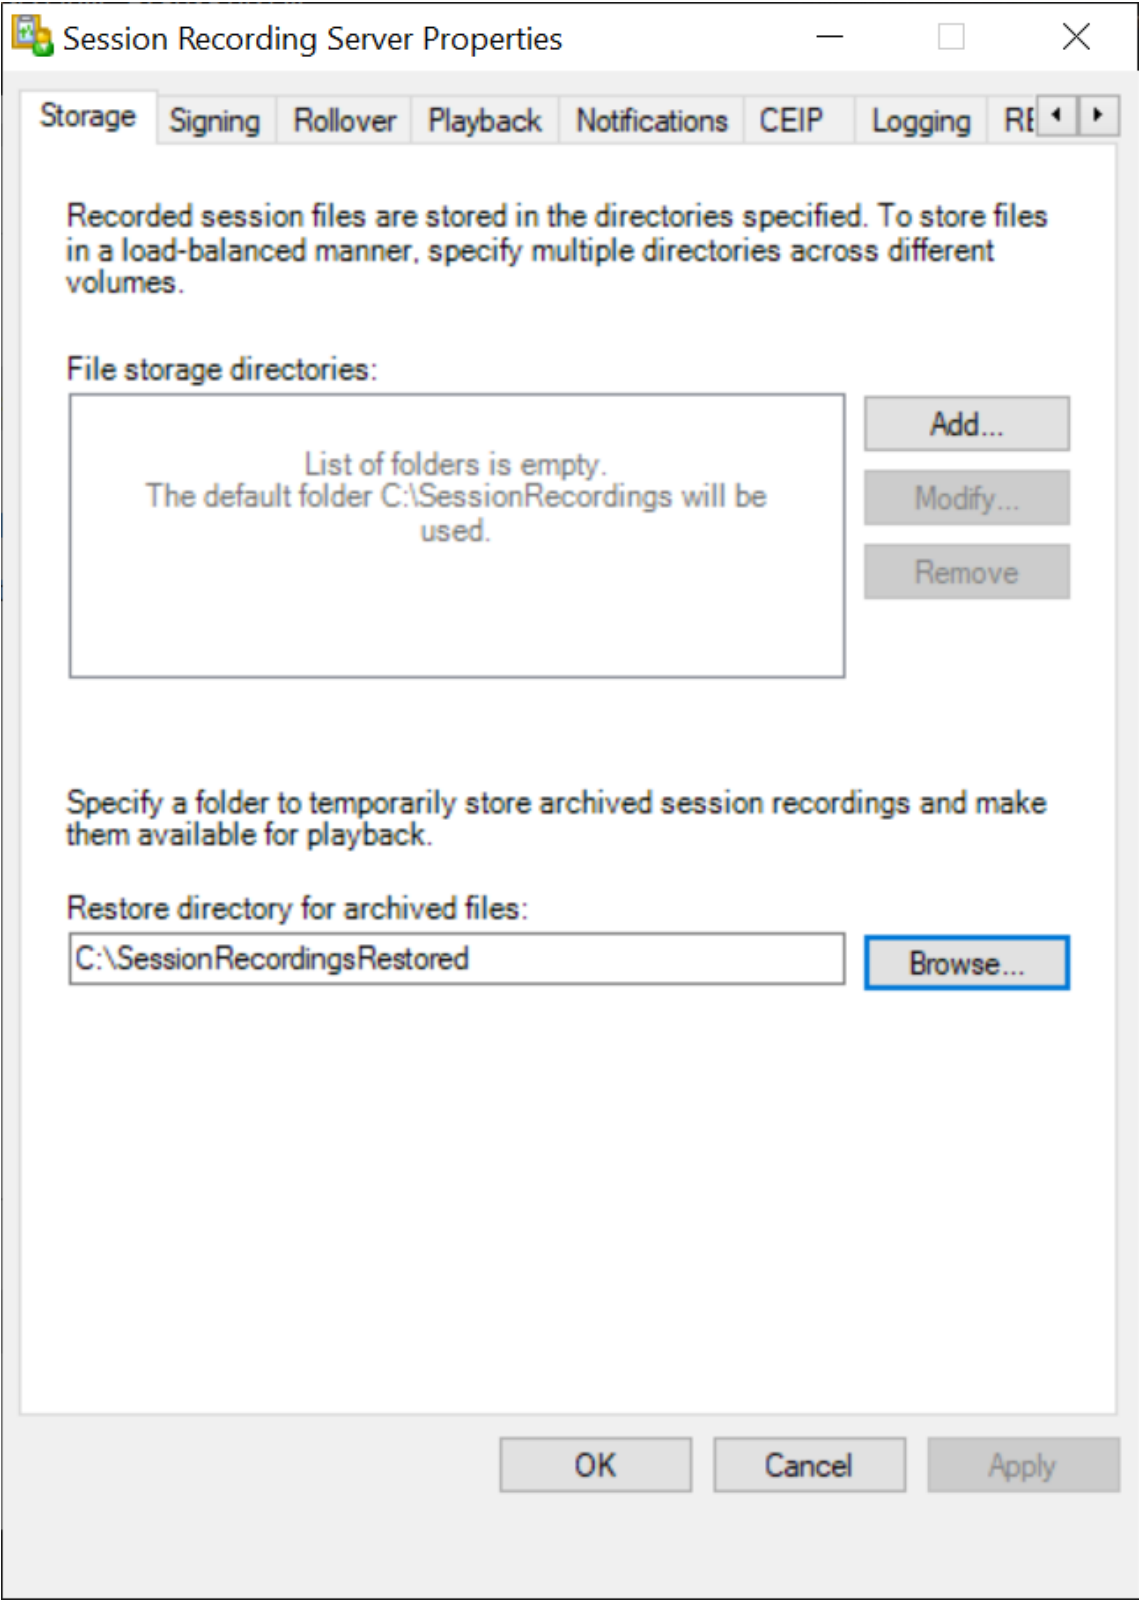 Session Recording Server Properties
Storage Signing Rollover Playback Notifications CEIP Logging
Recorded session files are stored in the directories specified. To store files
in a load-balanced manner, specify multiple directories across different
volumes.
File storage directories:
List of folders is empty.
The default folder C:\SessionRecordings will be
used.
Add...
Modify...
Remove
Specify a folder to temporarily store archived session recordings and make
them available for playback.
Restore directory for archived files:
C:\SessionRecordingsRestored
Browse...
OK Cancel Apply